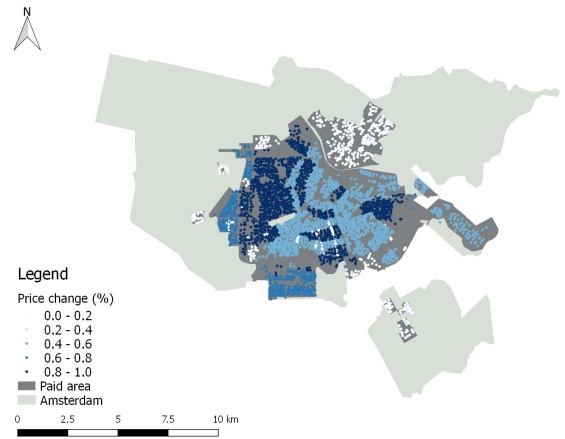 N
Legend
Price change (%)
0.0 - 0.2
0.2 - 0.4
0.4 - 0.6
0.6 - 0.8
0.8 - 1.0
Paid area
Amsterdam
0 2.5 5 7.5 10 km